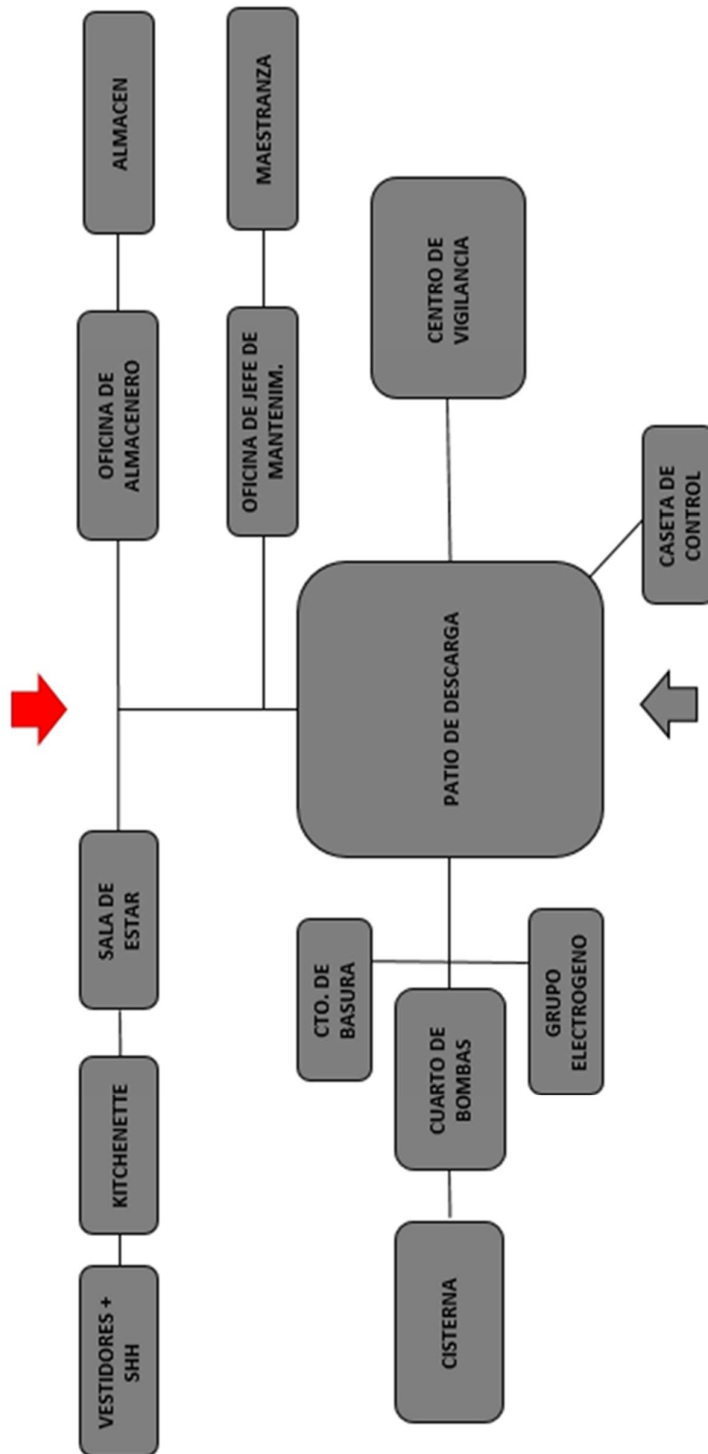 VESTIDORES +
SHH
KITCHENETTE
SALA DE
ESTAR
OFICINA DE
ALMACENERO
ALMACEN
OFICINA DE JEFE DE
MANTENIM.
MAESTRANZA
CTO. DE
BASURA
CISTERNA
CUARTO DE
BOMBAS
PATIO DE DESCARGA
CENTRO DE
VIGILANCIA
GRUPO
ELECTROGENO
CASETA DE
CONTROL